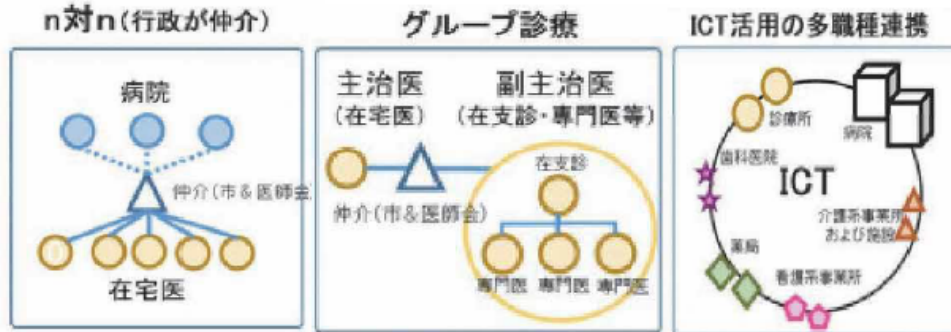 n対n(行政が仲介)
病院
仲介(市&医師会)
在宅医
グループ診療
主治医
(在宅医)
副主治医
(在支診・専門医等)
在支診
仲介(市&医師会)
専門医 専門医 専門医
ICT活用の多職種連携
診療所
病院
歯科医院
ICT
介護系事業所
および施設
薬局
看護系事業所